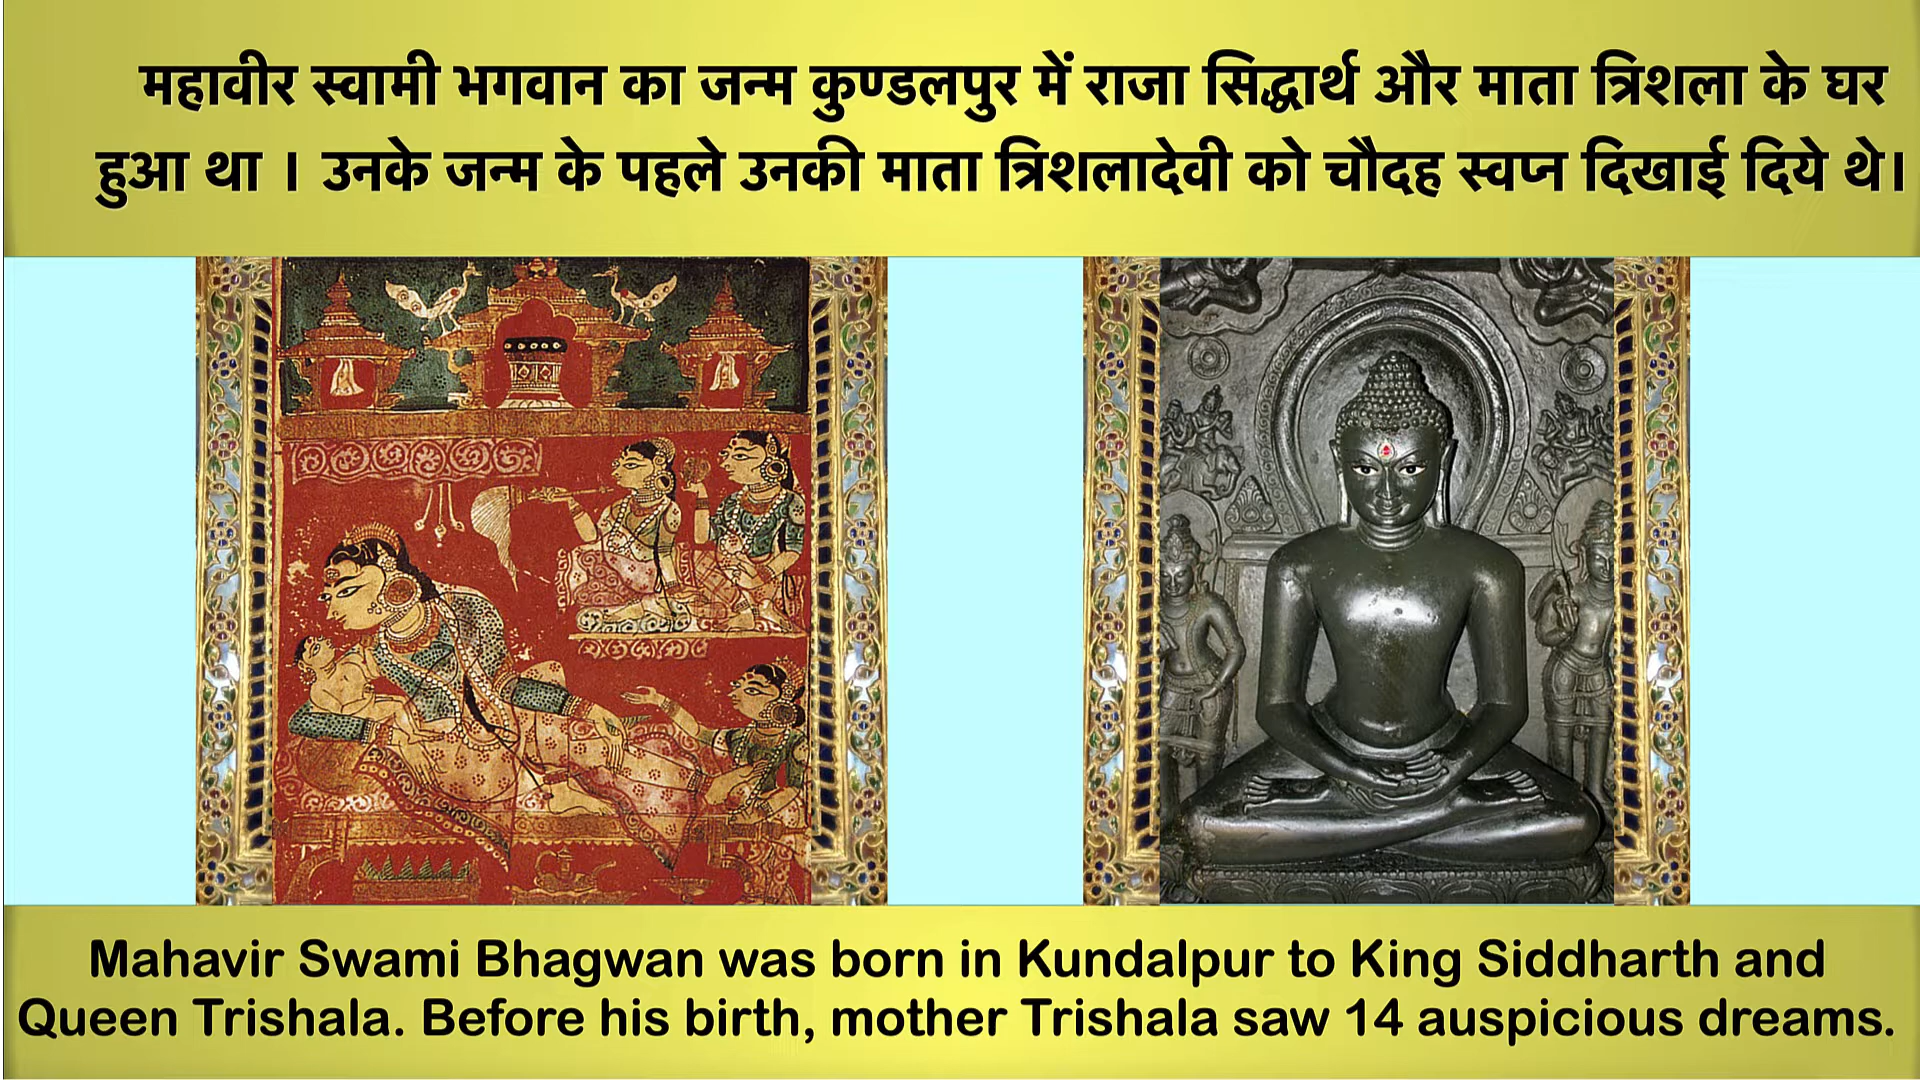 महावीर स्वामी भगवान का जन्म कुण्डलपुर में राजा सिद्धार्थ और माता त्रिशला के घर
हुआ था । उनके जन्म के पहले उनकी माता त्रिशलादेवी को चौदह स्वप्न दिखाई दिये थे।
Mahavir Swami Bhagwan was born in Kundalpur to King Siddharth and
Queen Trishala. Before his birth, mother Trishala saw 14 auspicious dreams.